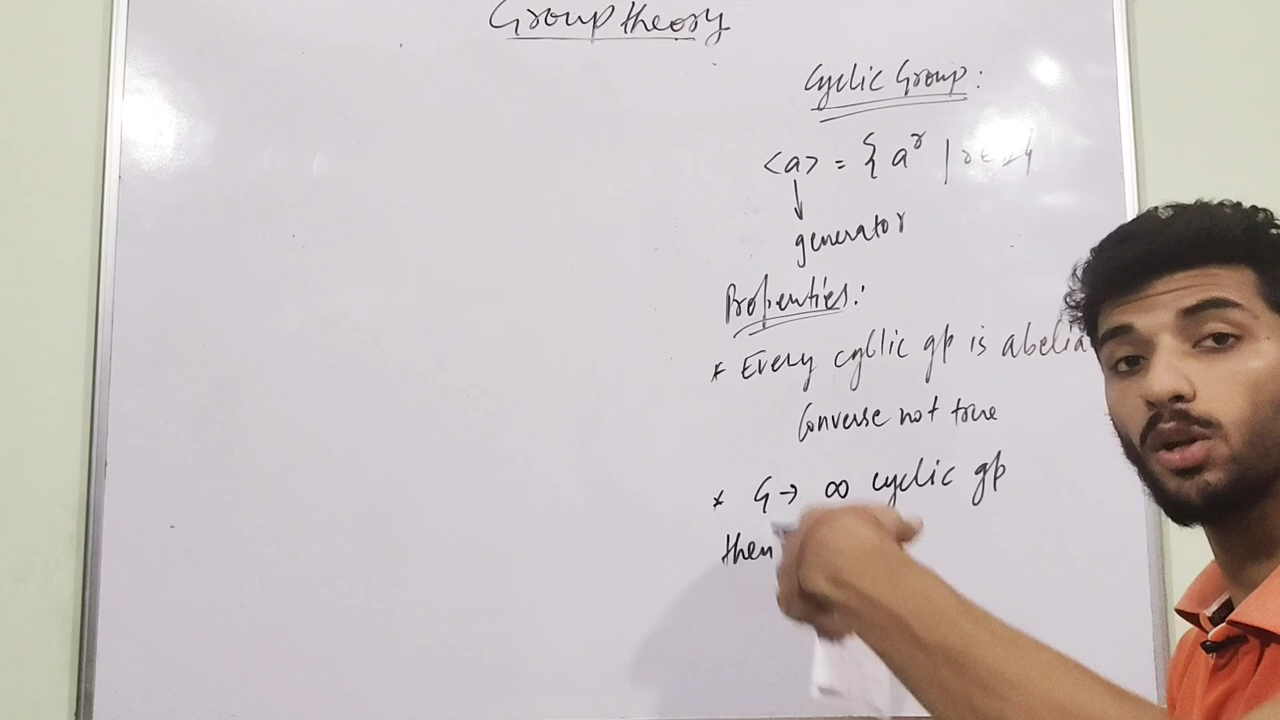 Group theory
Cyclic Group:
<a> = { a^r | r ∈ Z }
generator
Properties:
* Every cyclic gp is abelia
Converse not true
* G → ∞ cyclic gp
then